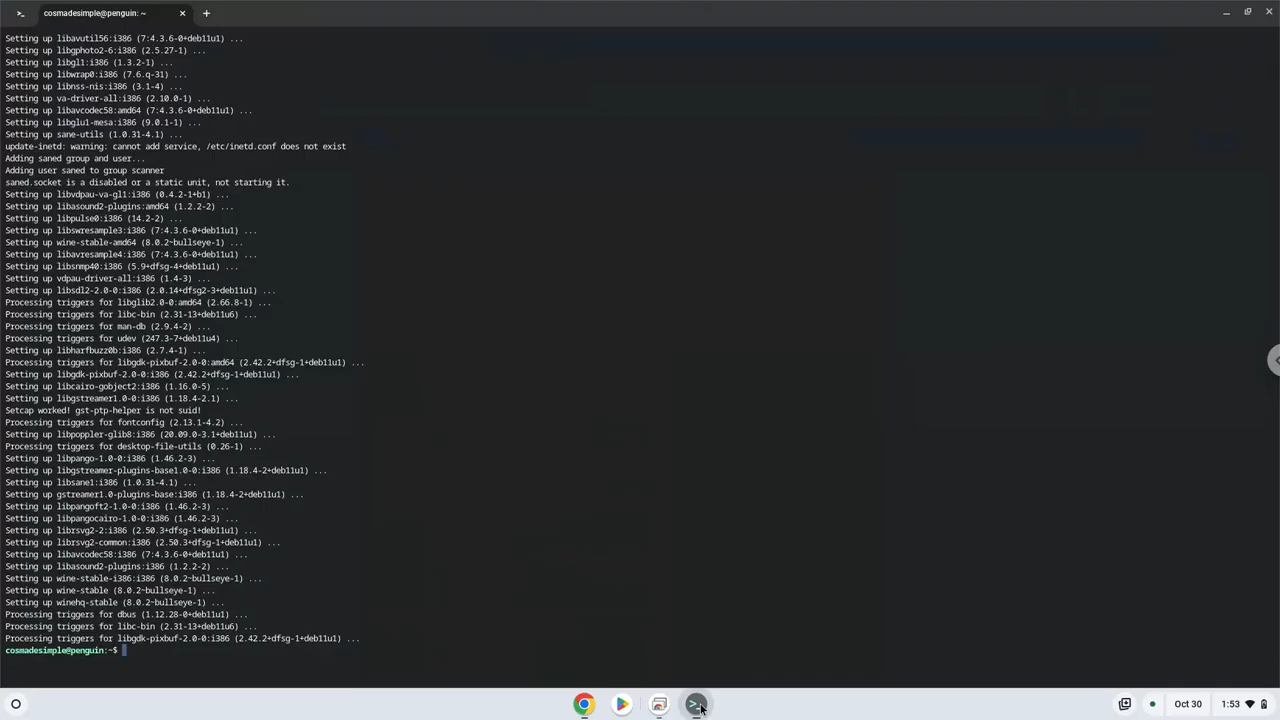 cosmadesimple@penguin: ~
Setting up libavutil56:i386 (7:4.3.6-0+deb11u1) ...
Setting up libgphoto2-6:i386 (2.5.27-1) ...
Setting up libgl1:i386 (1.3.2-1) ...
Setting up libwrap0:i386 (7.6.q-31) ...
Setting up libnss-nis:i386 (3.1-4) ...
Setting up va-driver-all:i386 (2.10.0-1) ...
Setting up libavcodec58:amd64 (7:4.3.6-0+deb11u1) ...
Setting up libglu1-mesa:i386 (9.0.1-1) ...
Setting up sane-utils (1.0.31-4.1) ...
update-inetd: warning: cannot add service, /etc/inetd.conf does not exist
Adding saned group and user...
Adding user saned to group scanner
saned.socket is a disabled or a static unit, not starting it.
Setting up libvdpau-va-gl1:i386 (0.4.2-1+b1) ...
Setting up libasound2-plugins:amd64 (1.2.2-2) ...
Setting up libpulse0:i386 (14.2-2) ...
Setting up libswresample3:i386 (7:4.3.6-0+deb11u1) ...
Setting up wine-stable-amd64 (8.0.2~bullseye-1) ...
Setting up libavresample4:i386 (7:4.3.6-0+deb11u1) ...
Setting up libsnmp40:i386 (5.9+dfsg-4+deb11u1) ...
Setting up vdpau-driver-all:i386 (1.4-3) ...
Setting up libsdl2-2.0-0:i386 (2.0.14+dfsg2-3+deb11u1) ...
Processing triggers for libglib2.0-0:amd64 (2.66.8-1) ...
Processing triggers for libc-bin (2.31-13+deb11u6) ...
Processing triggers for man-db (2.9.4-2) ...
Processing triggers for udev (247.3-7+deb11u4) ...
Setting up libharfbuzz0b:i386 (2.7.4-1) ...
Processing triggers for libgdk-pixbuf-2.0-0:amd64 (2.42.2+dfsg-1+deb11u1) ...
Setting up libgdk-pixbuf-2.0-0:i386 (2.42.2+dfsg-1+deb11u1) ...
Setting up libcairo-gobject2:i386 (1.16.0-5) ...
Setting up libgstreamer1.0-0:i386 (1.18.4-2.1) ...
Setcap worked! gst-ptp-helper is not suid!
Processing triggers for fontconfig (2.13.1-4.2) ...
Setting up libpoppler-glib8:i386 (20.09.0-3.1+deb11u1) ...
Processing triggers for desktop-file-utils (0.26-1) ...
Setting up libpango-1.0-0:i386 (1.46.2-3) ...
Setting up libgstreamer-plugins-base1.0-0:i386 (1.18.4-2+deb11u1) ...
Setting up libsane1:i386 (1.0.31-4.1) ...
Setting up gstreamer1.0-plugins-base:i386 (1.18.4-2+deb11u1) ...
Setting up libpangoft2-1.0-0:i386 (1.46.2-3) ...
Setting up libpangocairo-1.0-0:i386 (1.46.2-3) ...
Setting up librsvg2-2:i386 (2.50.3+dfsg-1+deb11u1) ...
Setting up librsvg2-common:i386 (2.50.3+dfsg-1+deb11u1) ...
Setting up libavcodec58:i386 (7:4.3.6-0+deb11u1) ...
Setting up libasound2-plugins:i386 (1.2.2-2) ...
Setting up wine-stable-i386:i386 (8.0.2~bullseye-1) ...
Setting up wine-stable (8.0.2~bullseye-1) ...
Setting up winehq-stable (8.0.2~bullseye-1) ...
Processing triggers for dbus (1.12.28-0+deb11u1) ...
Processing triggers for libc-bin (2.31-13+deb11u6) ...
Processing triggers for libgdk-pixbuf-2.0-0:i386 (2.42.2+dfsg-1+deb11u1) ...
cosmadesimple@penguin:~$
Oct 30 1:53